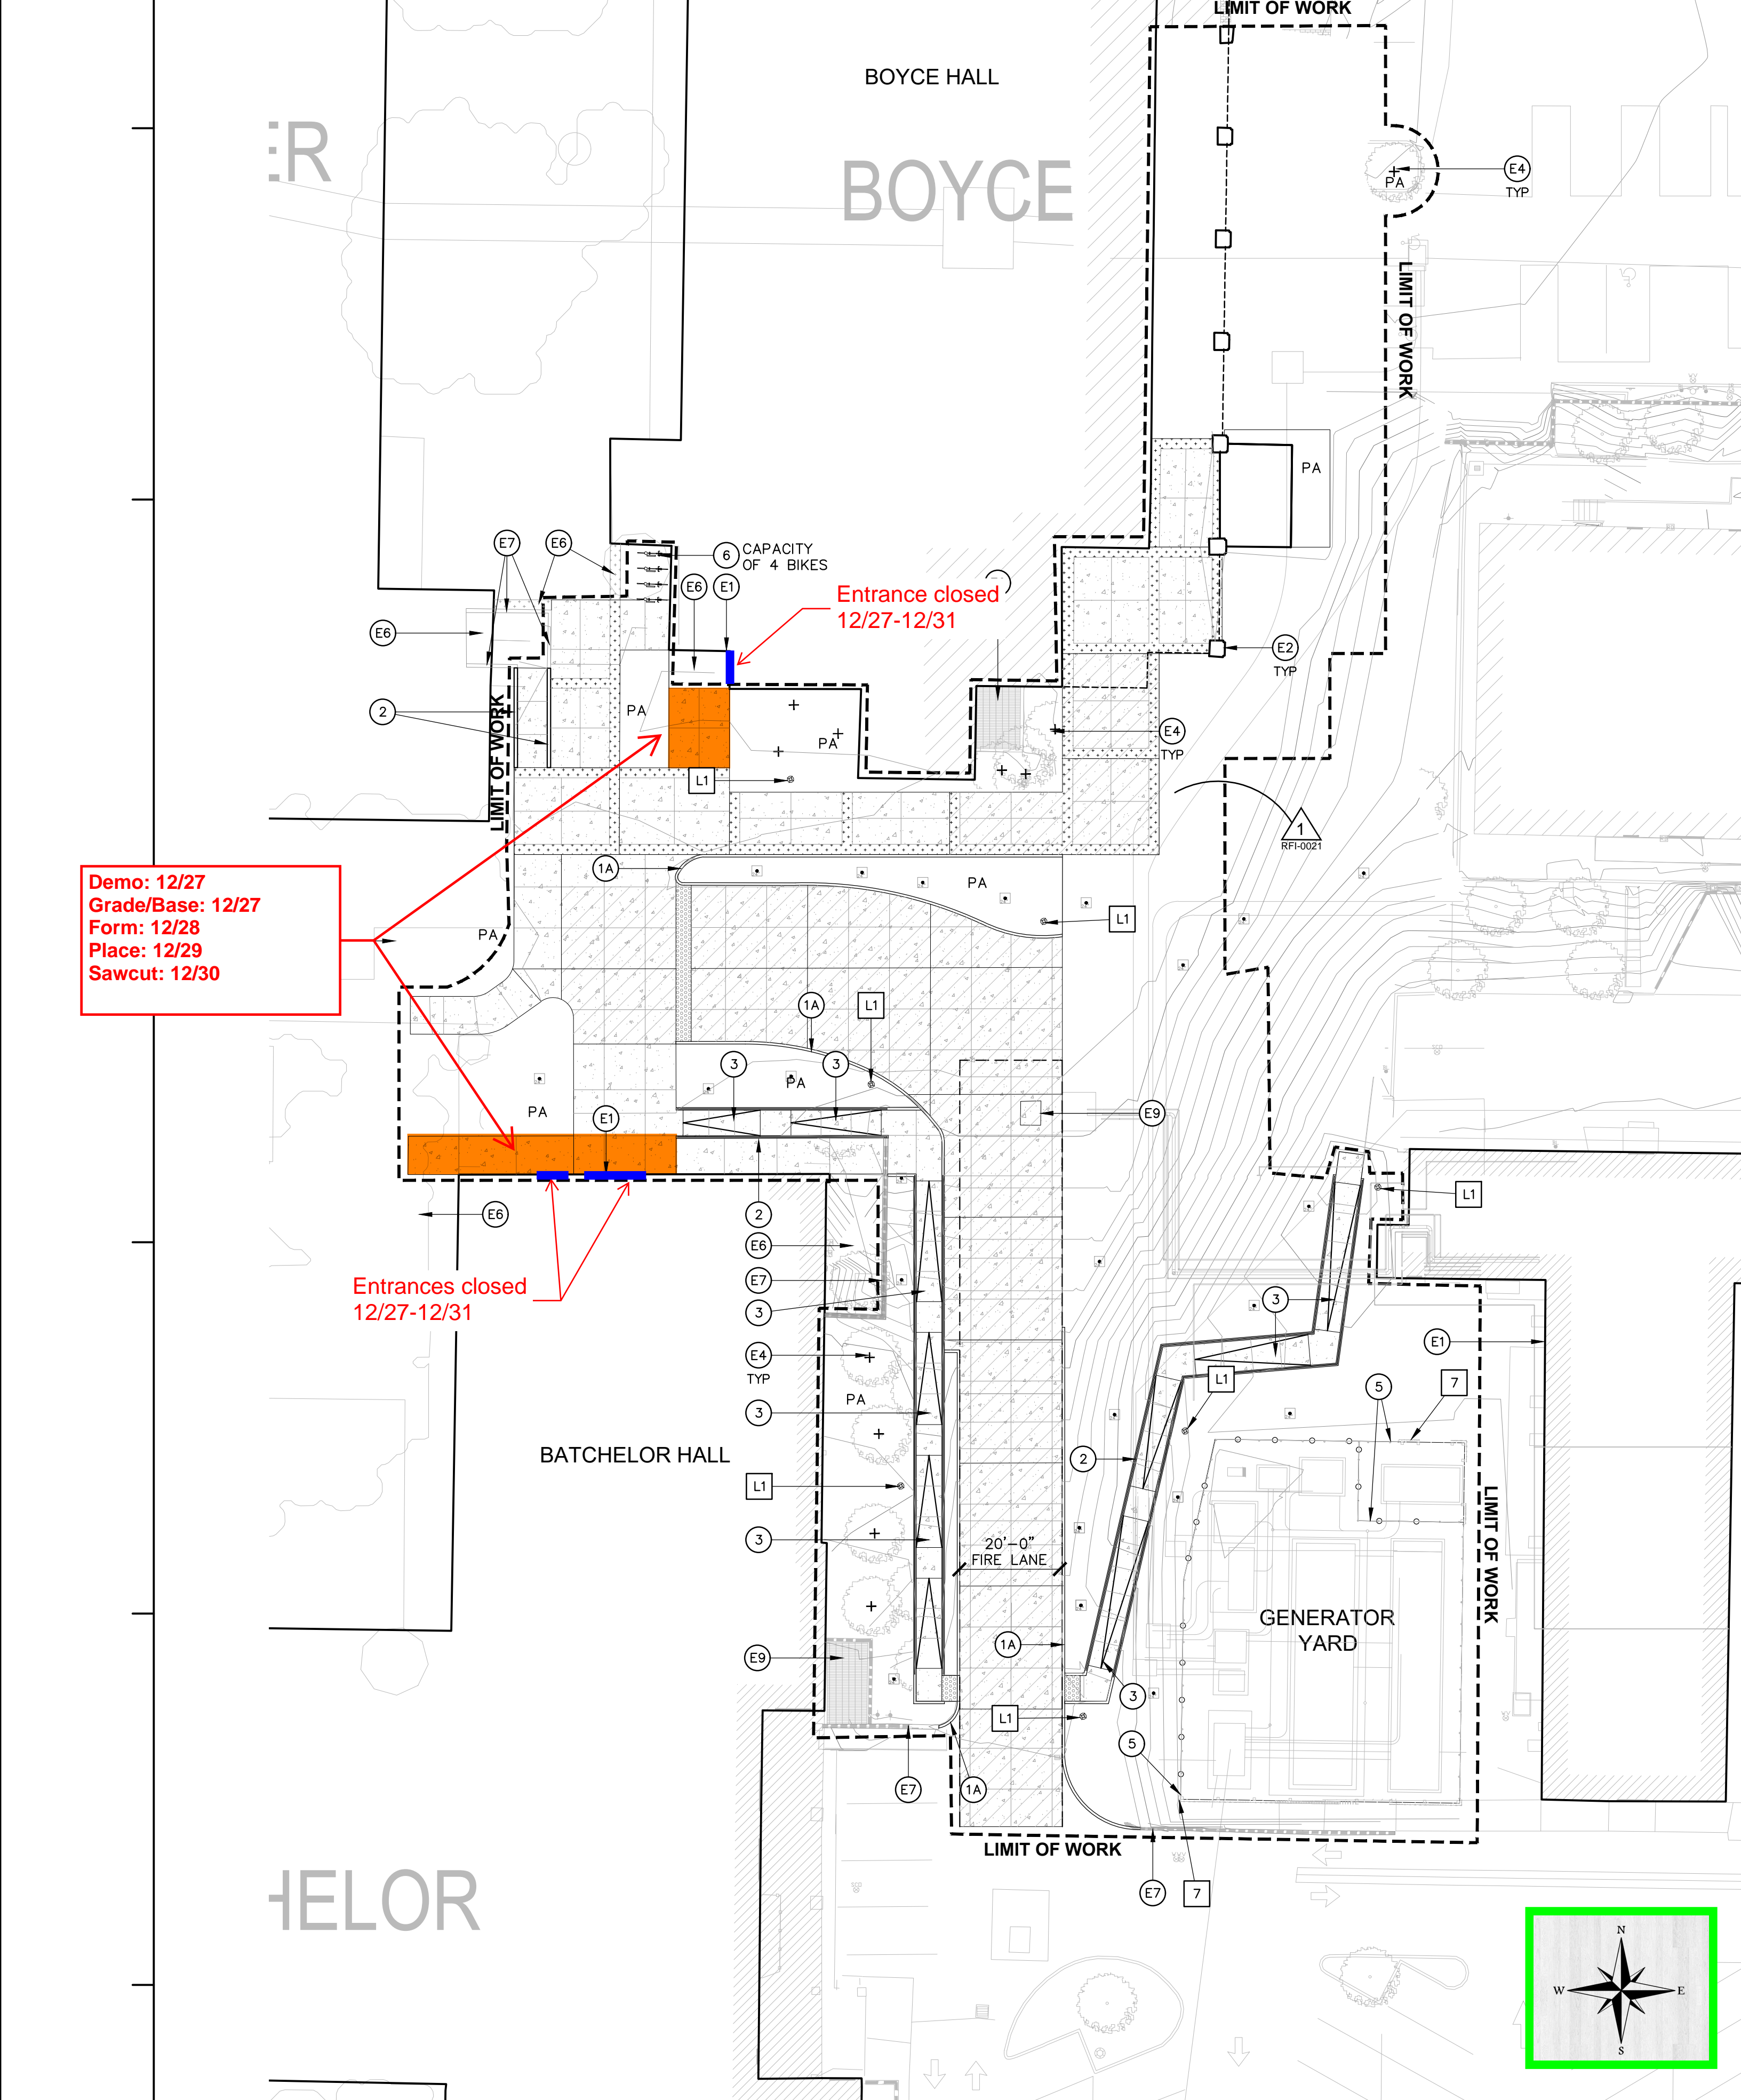 LIMIT OF WORK
BOYCE HALL
ER
BOYCE
E4
PA
TYP
LIMIT OF WORK
PA
E7
E6
6
CAPACITY
OF 4 BIKES
E6
E1
Entrance closed
12/27-12/31
E6
E2
TYP
2
LIMIT OF WORK
PA
PA
E4
TYP
L1
1
RFI-0021
1A
PA
Demo: 12/27
Grade/Base: 12/27
Form: 12/28
Place: 12/29
Sawcut: 12/30
L1
PA
1A
L1
3
3
PA
PA
E1
E9
L1
E6
2
E6
E7
Entrances closed
12/27-12/31
3
3
E1
E4
TYP
L1
5
7
PA
3
BATCHELOR HALL
2
L1
LIMIT OF WORK
3
20'-0"
FIRE LANE
GENERATOR
YARD
1A
E9
3
L1
5
E7
1A
LIMIT OF WORK
HELOR
E7
7
N
W
E
S